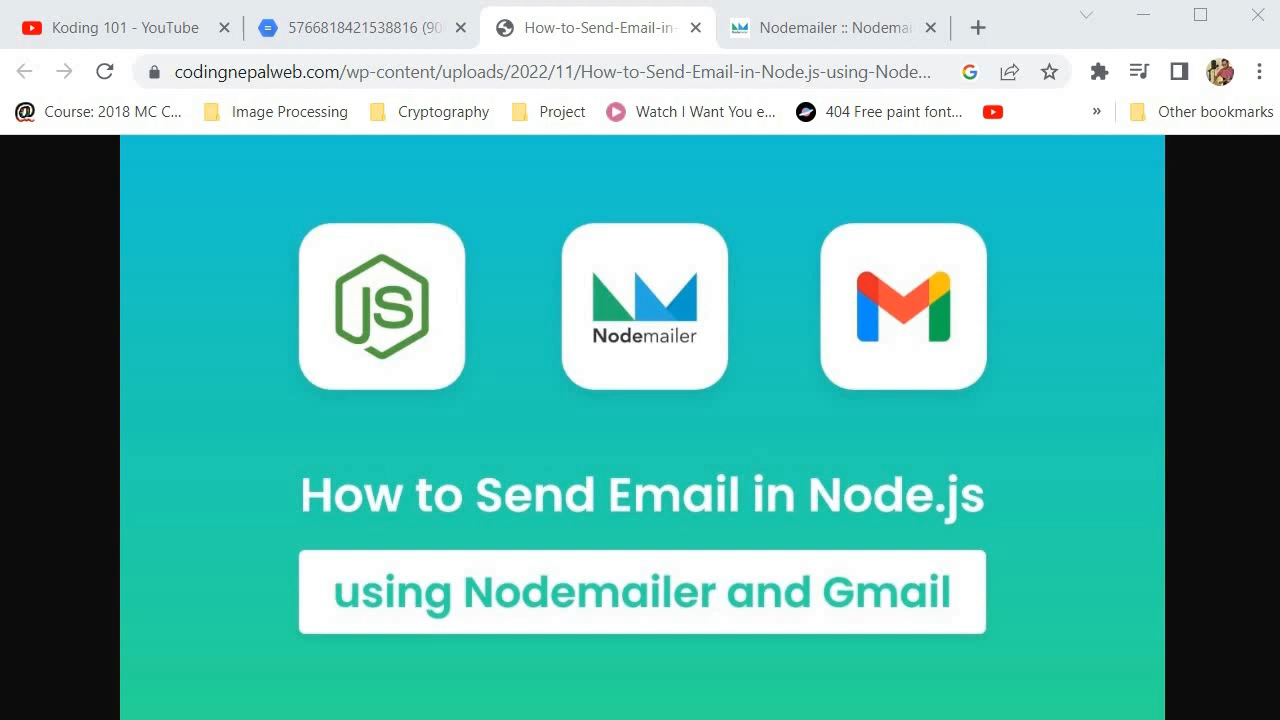 Koding 101 - YouTube
5766818421538816 (90
How-to-Send-Email-in-
Nodemailer :: Nodemai
codingnepalweb.com/wp-content/uploads/2022/11/How-to-Send-Email-in-Node.js-using-Node...
Course: 2018 MC C...
Image Processing
Cryptography
Project
Watch I Want You e...
404 Free paint font...
»
Other bookmarks
JS
Nodemailer
How to Send Email in Node.js
using Nodemailer and Gmail